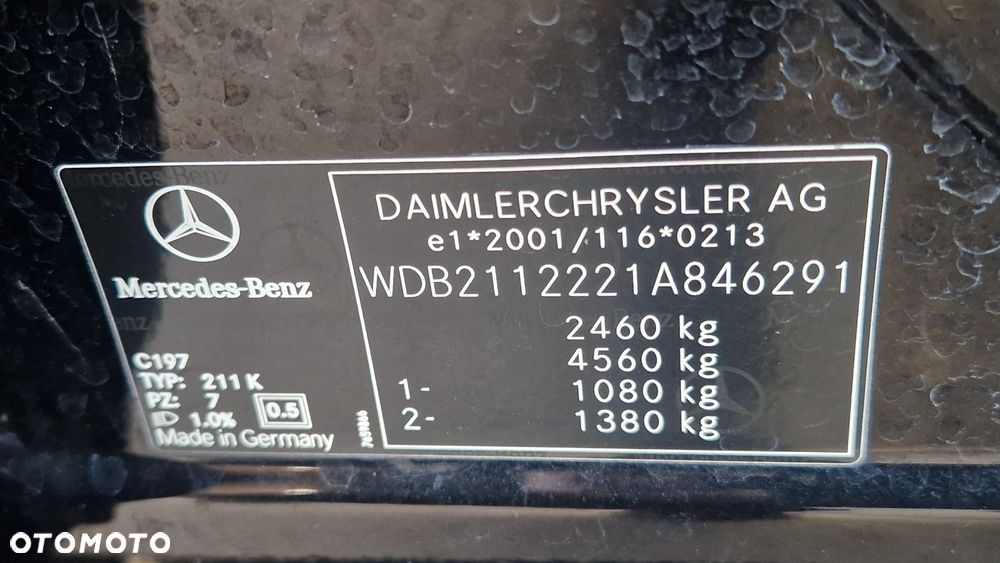 Mercedes-Benz
DAIMLERCHRYSLER AG
e1*2001/116*0213
WDB2112221A846291
2460 kg
4560 kg
1- 1080 kg
2- 1380 kg
C197
TYP: 211 K
PZ: 7
1.0% 0.5
Made in Germany
OTOMOTO